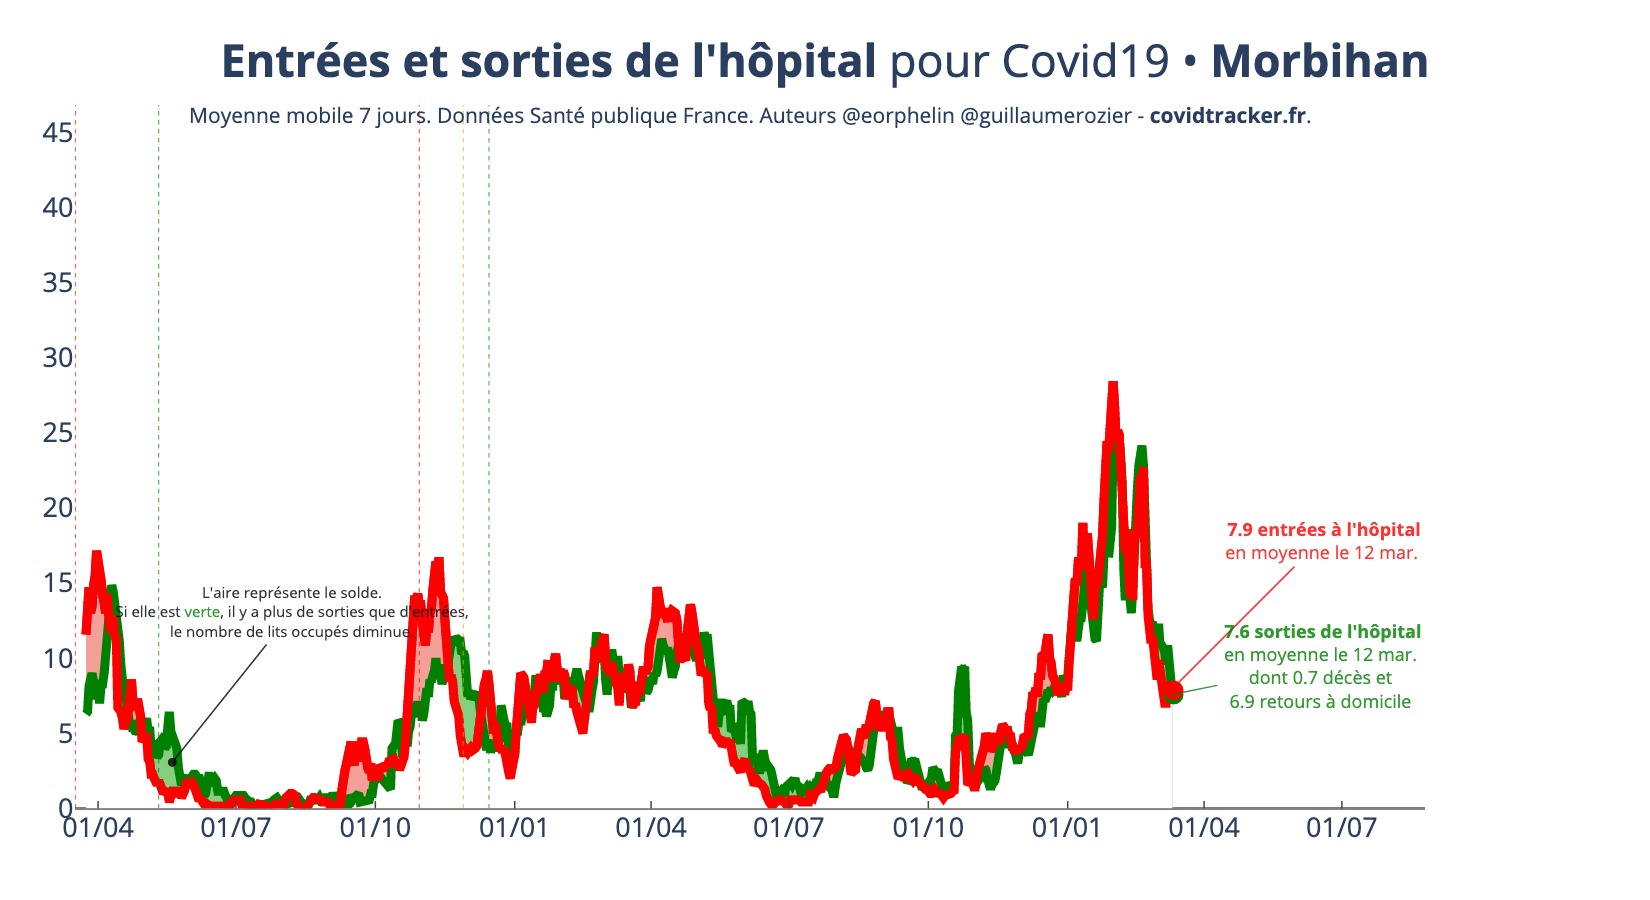 Entrées et sorties de l'hôpital pour Covid19 • Morbihan
Moyenne mobile 7 jours. Données Santé publique France. Auteurs @eorphelin @guillaumerozier - covidtracker.fr.
45
40
35
30
25
20
15
10
5
0
L'aire représente le solde.
Si elle est verte, il y a plus de sorties que d'entrées,
le nombre de lits occupés diminue.
7.9 entrées à l'hôpital
en moyenne le 12 mar.
7.6 sorties de l'hôpital
en moyenne le 12 mar.
dont 0.7 décès et
6.9 retours à domicile
01/04 01/07 01/10 01/01 01/04 01/07 01/10 01/01 01/04 01/07